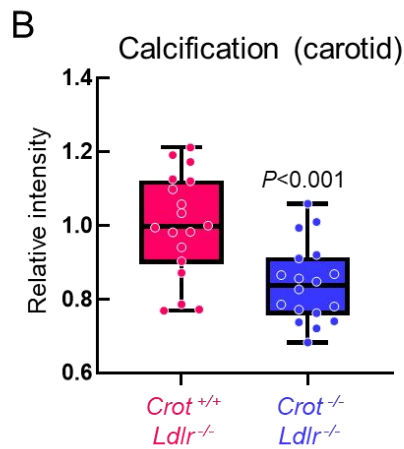 B
Calcification (carotid)
Relative intensity
1.4
1.2
1.0
0.8
0.6
P<0.001
Crot +/+
Ldlr -/-
Crot -/-
Ldlr -/-